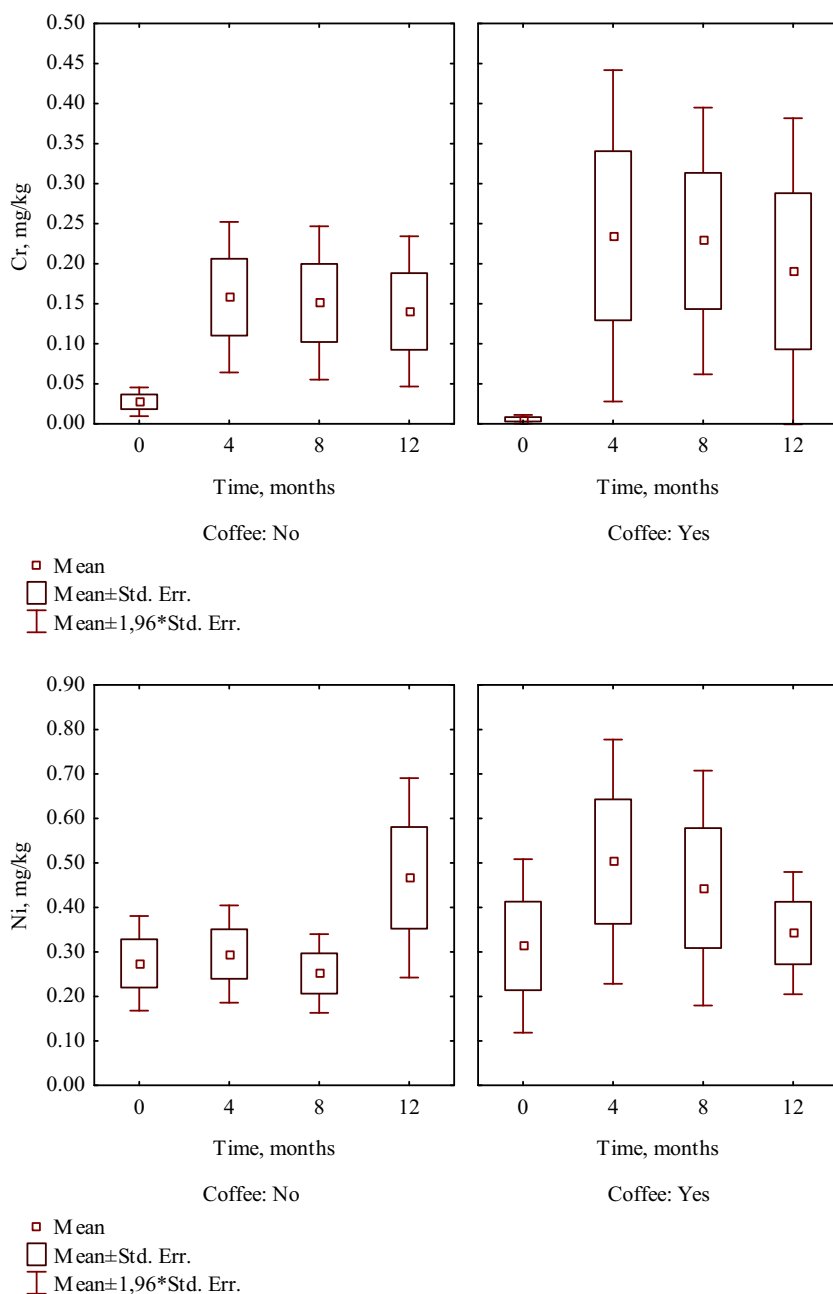 0.50
0.45
0.40
0.35
0.30
0.25
0.20
0.15
0.10
0.05
0.00
Cr, mg/kg
0 4 8 12 0 4 8 12
Time, months Time, months
Coffee: No Coffee: Yes
Mean
Mean±Std. Err.
Mean±1,96*Std. Err.
0.90
0.80
0.70
0.60
0.50
0.40
0.30
0.20
0.10
0.00
Ni, mg/kg
0 4 8 12 0 4 8 12
Time, months Time, months
Coffee: No Coffee: Yes
Mean
Mean±Std. Err.
Mean±1,96*Std. Err.